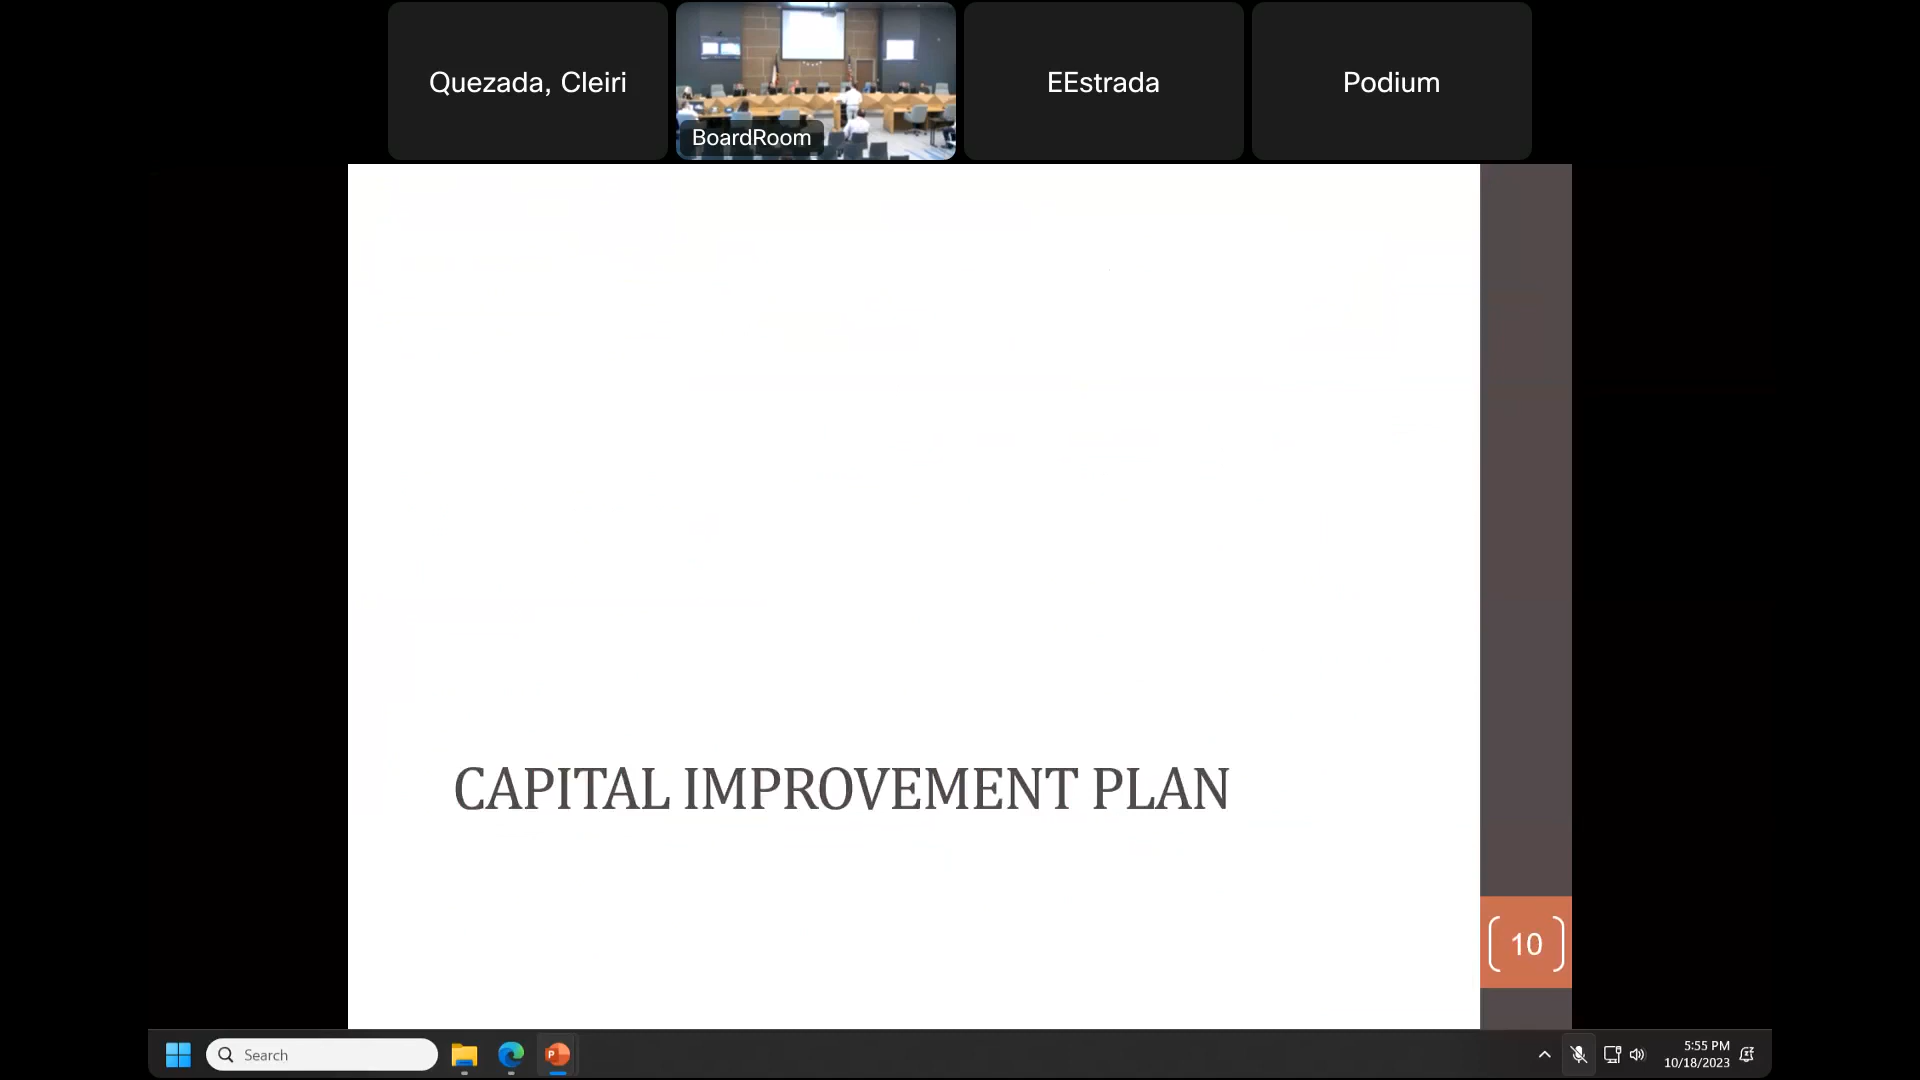 Quezada, Cleiri
BoardRoom
EEstrada
Podium
CAPITAL IMPROVEMENT PLAN
10
Search
5:55 PM
10/18/2023